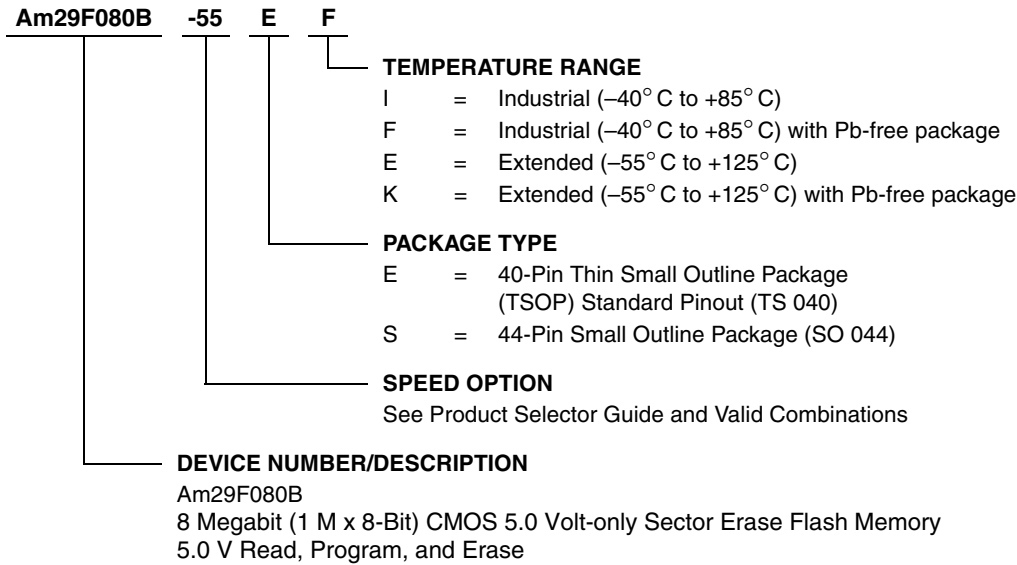 Am29F080B -55 E F
TEMPERATURE RANGE
I = Industrial (–40° C to +85° C)
F = Industrial (–40° C to +85° C) with Pb-free package
E = Extended (–55° C to +125° C)
K = Extended (–55° C to +125° C) with Pb-free package
PACKAGE TYPE
E = 40-Pin Thin Small Outline Package
(TSOP) Standard Pinout (TS 040)
S = 44-Pin Small Outline Package (SO 044)
SPEED OPTION
See Product Selector Guide and Valid Combinations
DEVICE NUMBER/DESCRIPTION
Am29F080B
8 Megabit (1 M x 8-Bit) CMOS 5.0 Volt-only Sector Erase Flash Memory
5.0 V Read, Program, and Erase